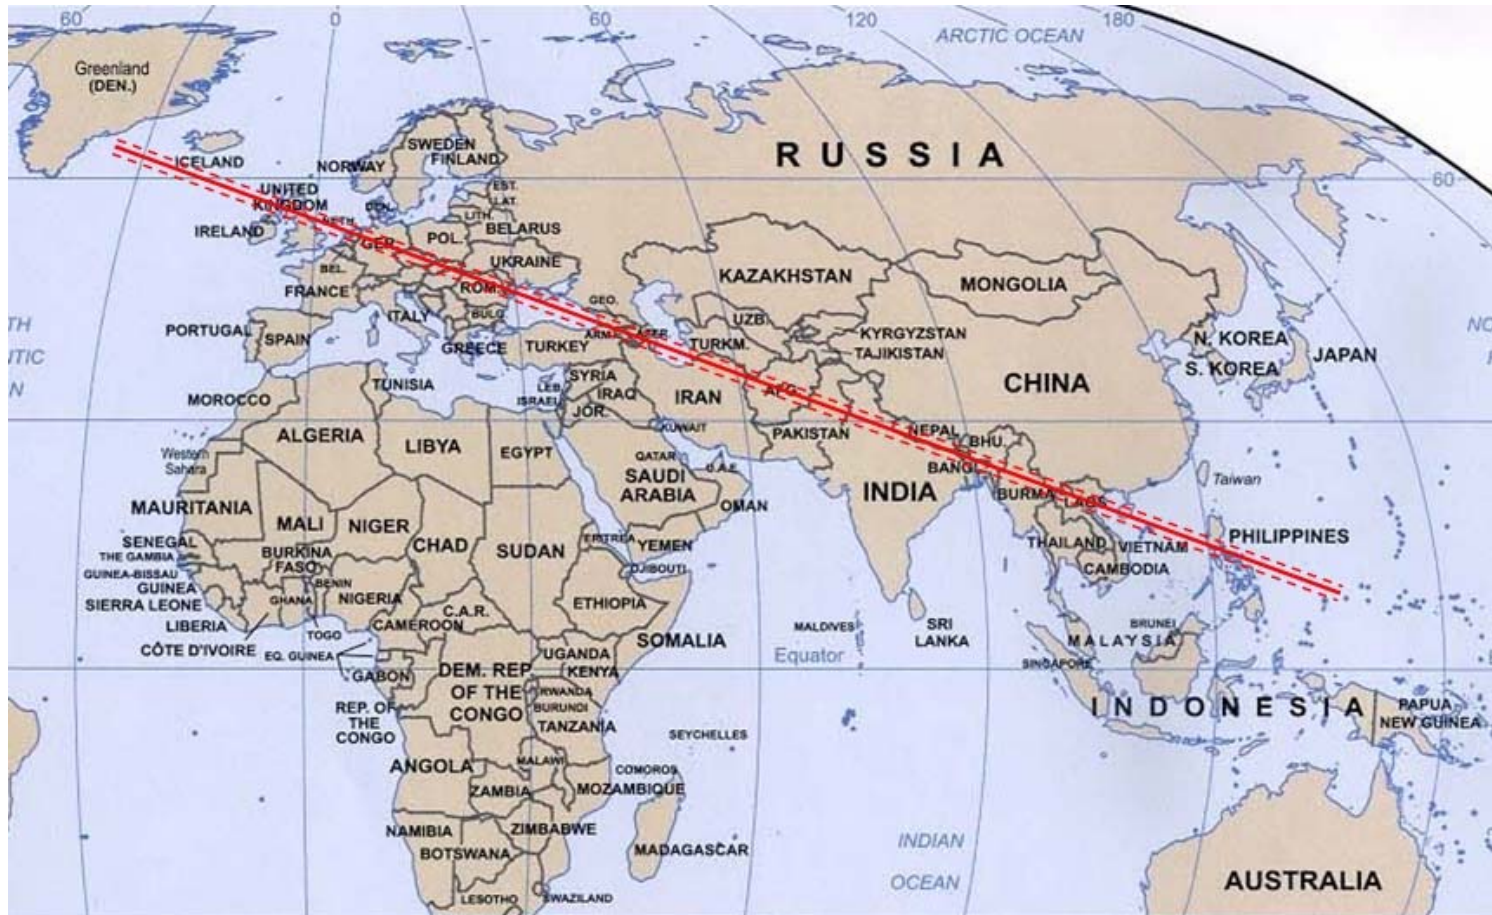 60
0
60
120
180
ARCTIC OCEAN
Greenland
(DEN.)
ICELAND
NORWAY
SWEDEN
FINLAND
RUSSIA
60
UNITED
KINGDOM
DEN.
EST.
LAT.
LITH.
IRELAND
NETH.
GER.
POL.
BELARUS
BEL.
UKRAINE
FRANCE
ROM.
KAZAKHSTAN
MONGOLIA
PORTUGAL
SPAIN
ITALY
BULG.
GEO.
UZB.
KYRGYZSTAN
TH
TIC
N
GREECE
TURKEY
ARM.
AZER.
TURKM.
TAJIKISTAN
N. KOREA
S. KOREA
JAPAN
NO
MOROCCO
TUNISIA
LEB.
ISRAEL
SYRIA
IRAQ
JOR.
IRAN
AFG.
CHINA
ALGERIA
LIBYA
EGYPT
KUWAIT
PAKISTAN
NEPAL
BHU.
Western
Sahara
QATAR
U.A.E.
SAUDI
ARABIA
OMAN
INDIA
BANGL.
BURMA
LAOS
Taiwan
MAURITANIA
MALI
NIGER
CHAD
SUDAN
ERITREA
YEMEN
THAILAND
VIETNAM
CAMBODIA
PHILIPPINES
SENEGAL
THE GAMBIA
GUINEA-BISSAU
GUINEA
SIERRA LEONE
LIBERIA
CÔTE D'IVOIRE
BURKINA
FASO
BENIN
GHANA
TOGO
NIGERIA
CAMEROON
C.A.R.
DJIBOUTI
ETHIOPIA
SOMALIA
MALDIVES
SRI
LANKA
BRUNEI
MALAYSIA
SINGAPORE
Equator
EQ. GUINEA
GABON
REP. OF
THE
CONGO
DEM. REP.
OF THE
CONGO
UGANDA
KENYA
RWANDA
BURUNDI
TANZANIA
INDONESIA
PAPUA
NEW GUINEA
SEYCHELLES
ANGOLA
MALAWI
COMOROS
ZAMBIA
MOZAMBIQUE
NAMIBIA
ZIMBABWE
BOTSWANA
MADAGASCAR
LESOTHO
SWAZILAND
INDIAN
OCEAN
AUSTRALIA